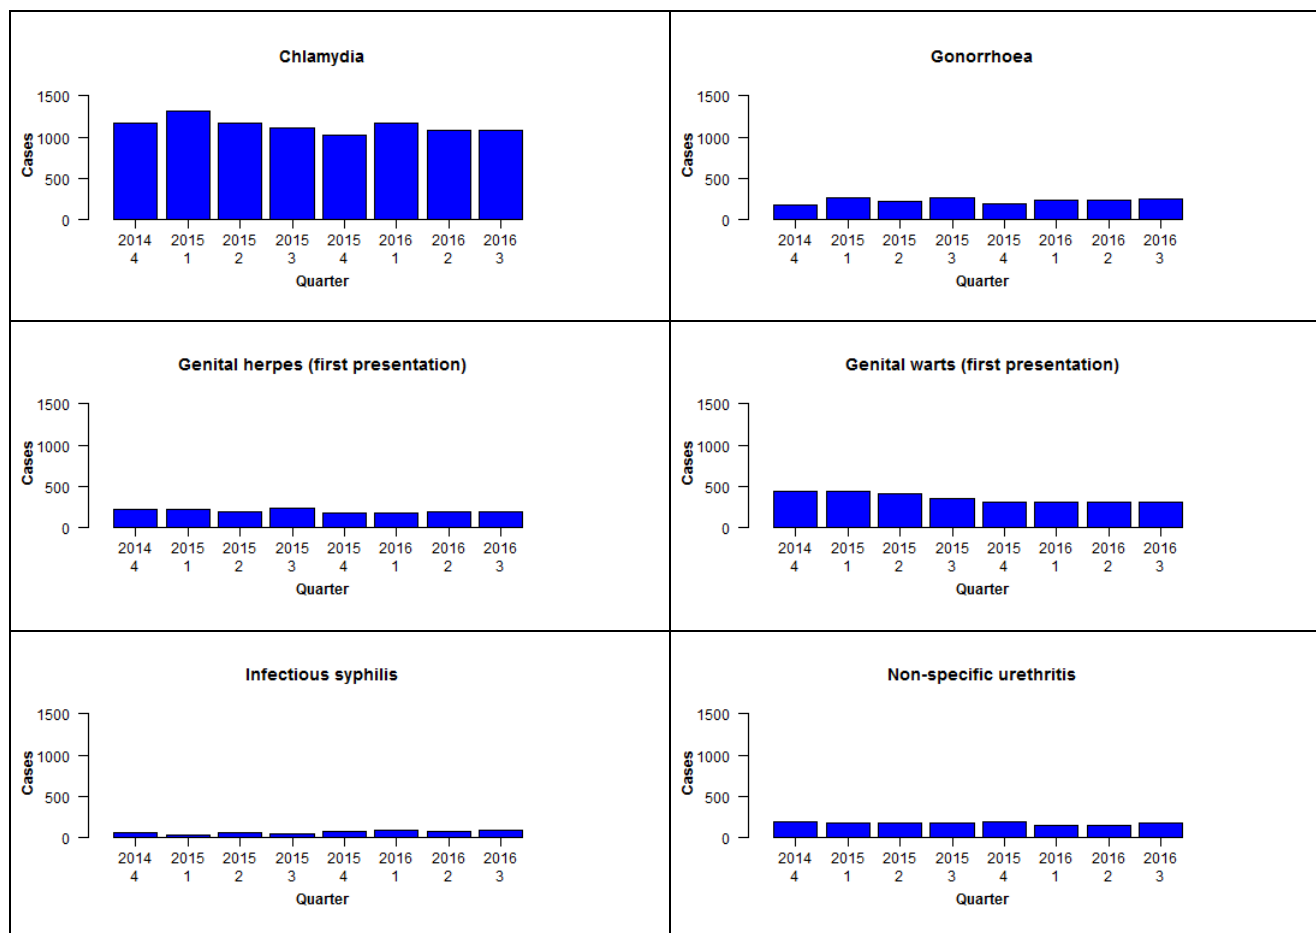 Chlamydia
1500
1000
500
0
Cases
2014 2015 2015 2015 2015 2016 2016 2016
4 1 2 3 4 1 2 3
Quarter
Gonorrhoea
1500
1000
500
0
Cases
2014 2015 2015 2015 2015 2016 2016 2016
4 1 2 3 4 1 2 3
Quarter
Genital herpes (first presentation)
1500
1000
500
0
Cases
2014 2015 2015 2015 2015 2016 2016 2016
4 1 2 3 4 1 2 3
Quarter
Genital warts (first presentation)
1500
1000
500
0
Cases
2014 2015 2015 2015 2015 2016 2016 2016
4 1 2 3 4 1 2 3
Quarter
Infectious syphilis
1500
1000
500
0
Cases
2014 2015 2015 2015 2015 2016 2016 2016
4 1 2 3 4 1 2 3
Quarter
Non-specific urethritis
1500
1000
500
0
Cases
2014 2015 2015 2015 2015 2016 2016 2016
4 1 2 3 4 1 2 3
Quarter